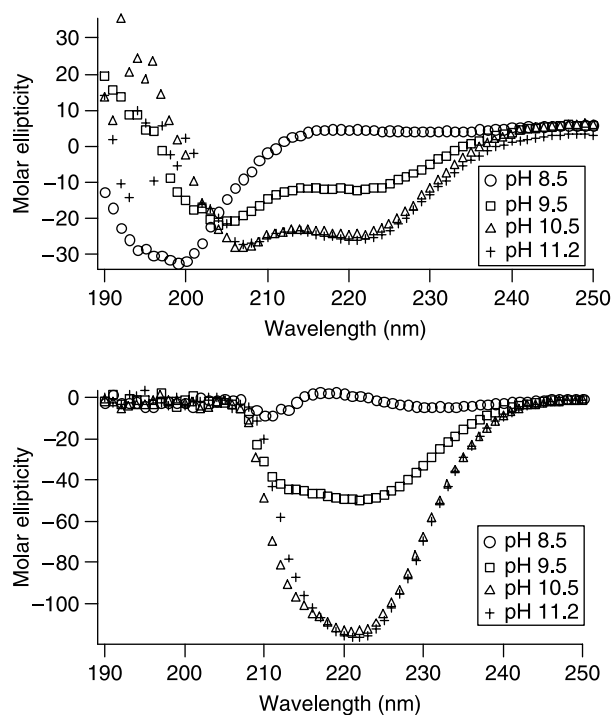 30
20
10
0
−10
−20
−30
Molar ellipticity
pH 8.5
pH 9.5
pH 10.5
pH 11.2
190 200 210 220 230 240 250
Wavelength (nm)
0
−20
−40
−60
−80
−100
Molar ellipticity
pH 8.5
pH 9.5
pH 10.5
pH 11.2
190 200 210 220 230 240 250
Wavelength (nm)